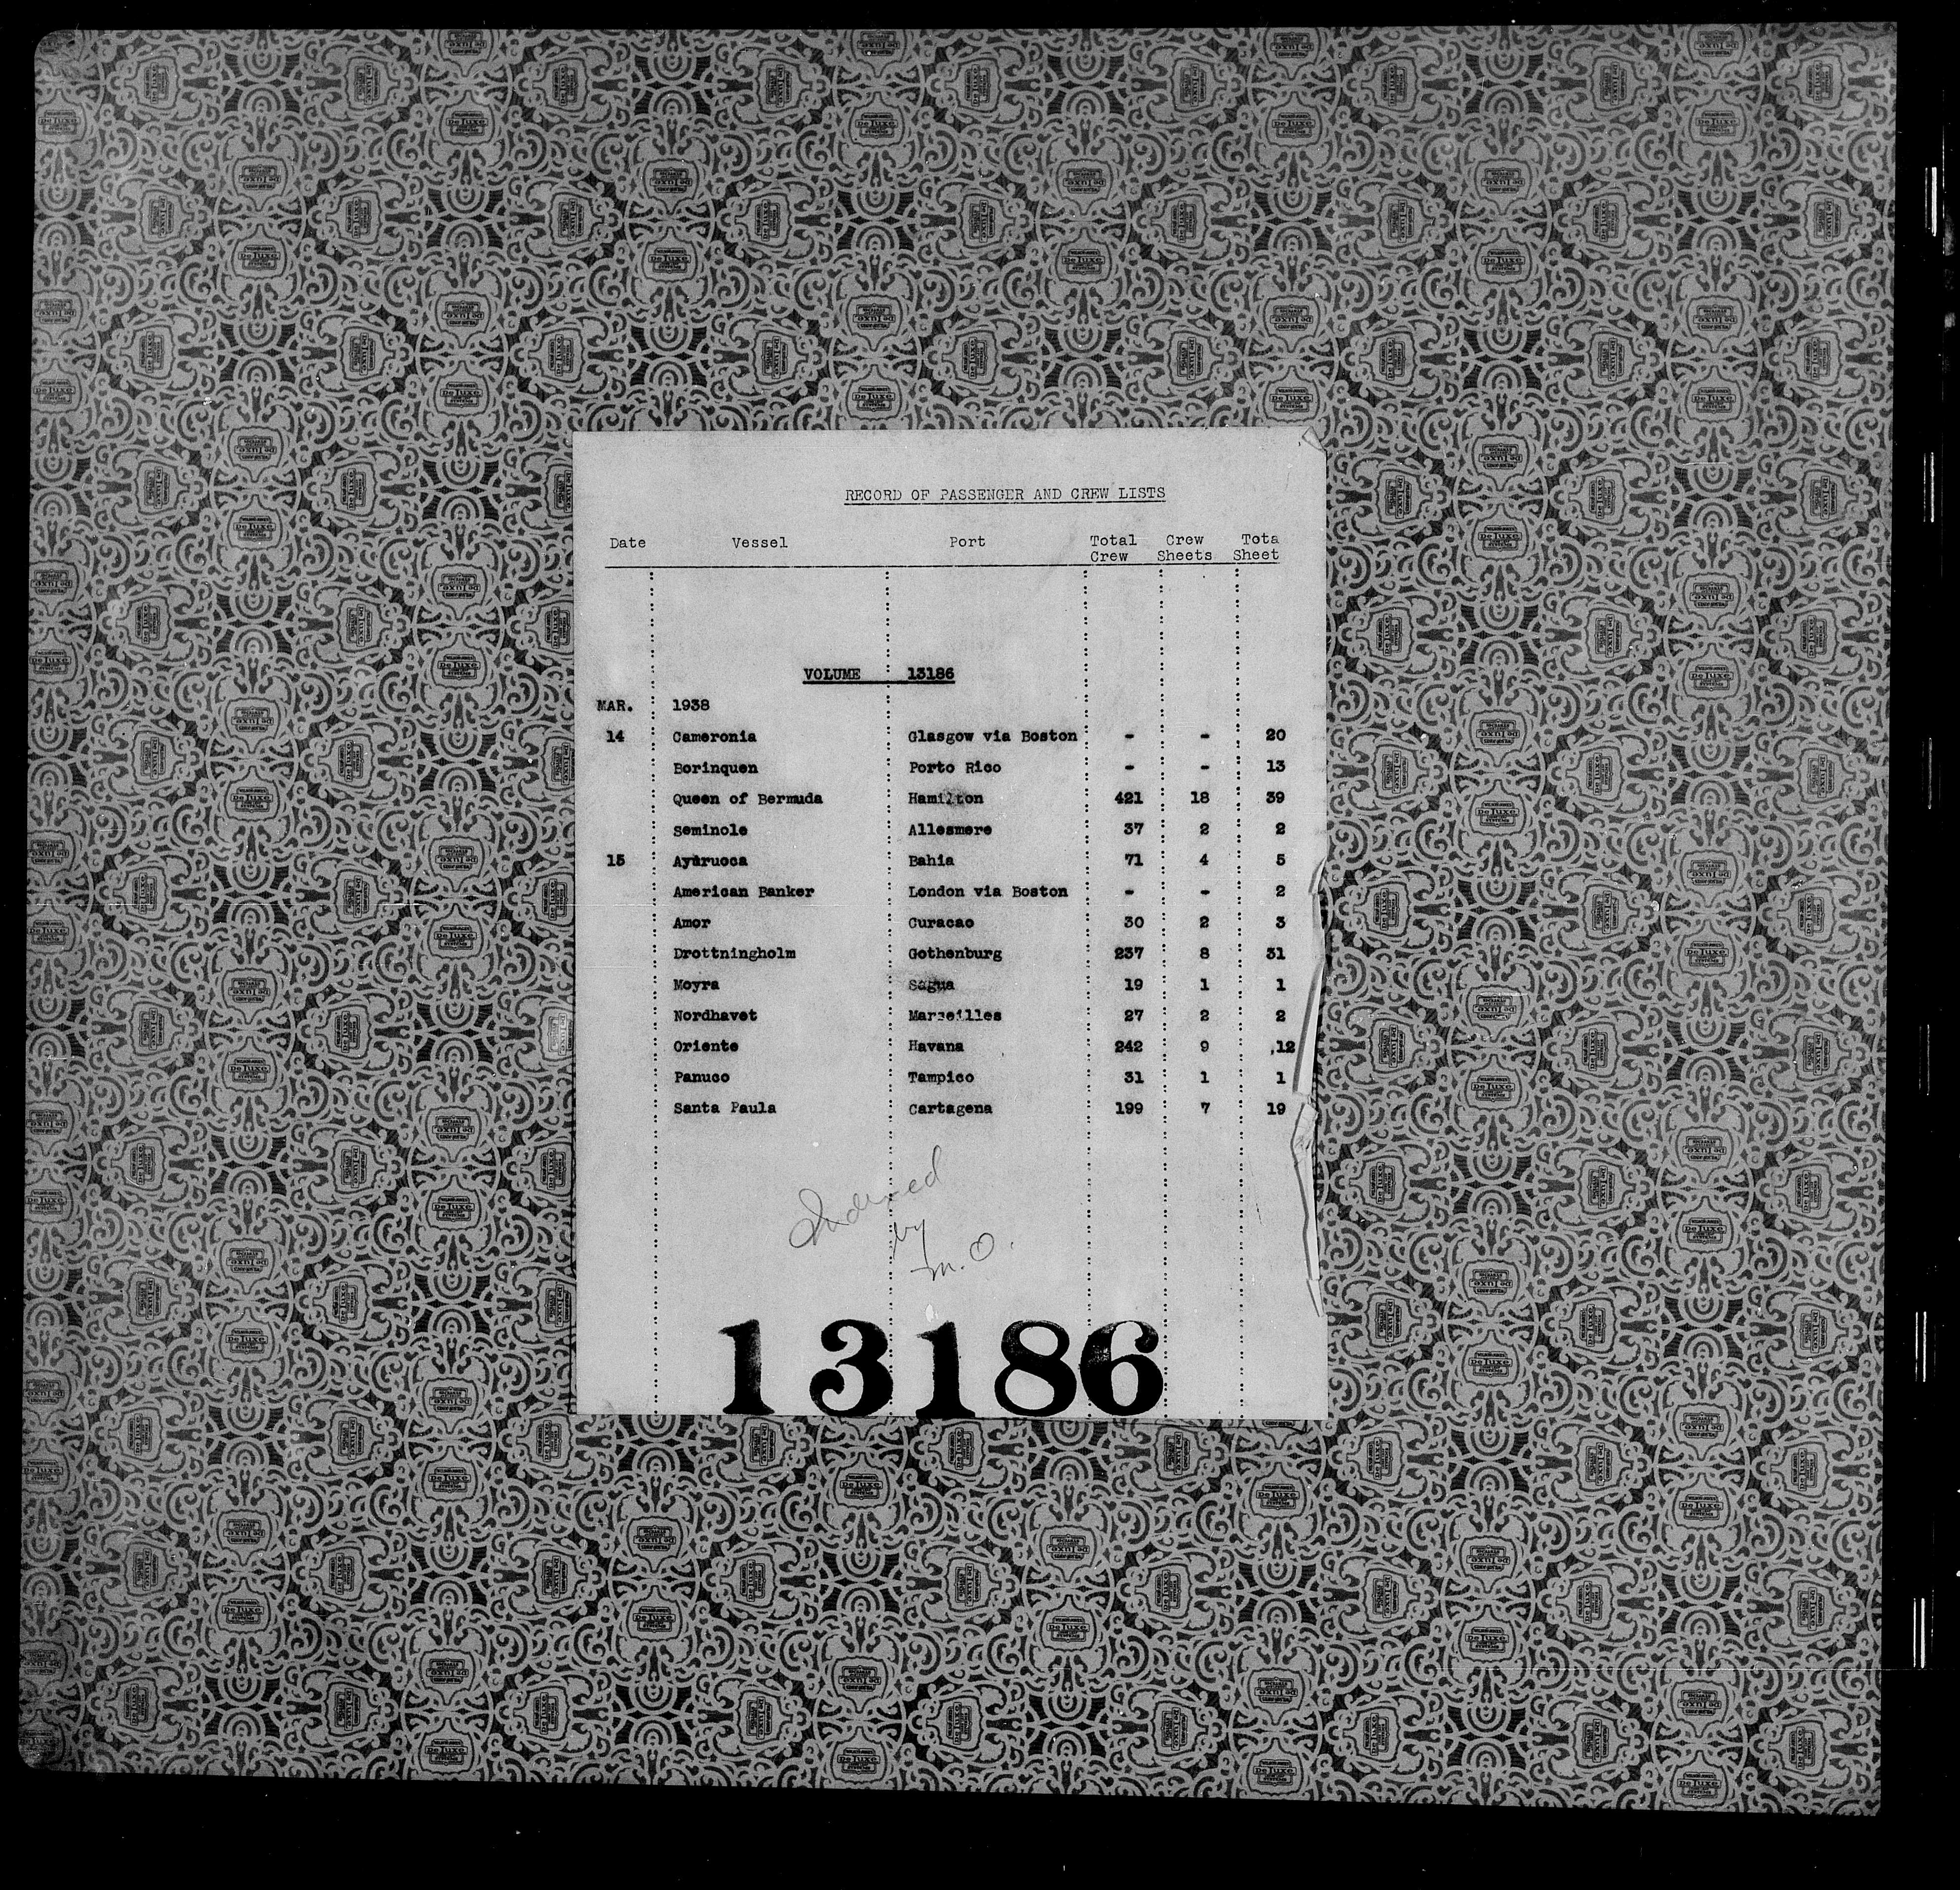 RECORD OF PASSENGER AND CREW LISTS
Date Vessel Port Total Crew Crew Sheets Tota Sheet
VOLUME 13186
MAR. 1938
14 Cameronia Glasgow via Boston - - 20
Borinquen Porto Rico - - 13
Queen of Bermuda Hamilton 421 18 39
Seminole Allesmere 37 2 2
15 Ayuruoca Bahia 71 4 5
American Banker London via Boston - - 2
Amor Curacao 30 2 3
Drottningholm Gothenburg 237 8 31
Moyra Sagua 19 1 1
Nordhavet Marseilles 27 2 2
Oriente Havana 242 9 12
Panuco Tampico 31 1 1
Santa Paula Cartagena 199 7 19
Indexed
by
M. O.
13186